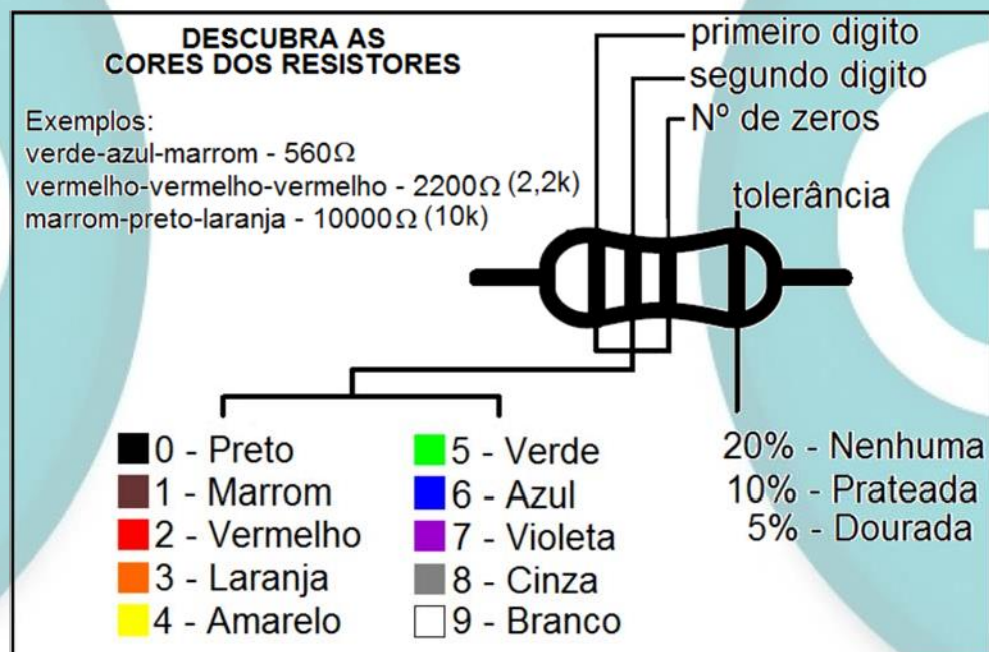 DESCUBRA AS
CORES DOS RESISTORES
Exemplos:
verde-azul-marrom - 560Ω
vermelho-vermelho-vermelho - 2200Ω (2,2k)
marrom-preto-laranja - 10000Ω (10k)
primeiro digito
segundo digito
Nº de zeros
tolerância
0 - Preto
1 - Marrom
2 - Vermelho
3 - Laranja
4 - Amarelo
5 - Verde
6 - Azul
7 - Violeta
8 - Cinza
9 - Branco
20% - Nenhuma
10% - Prateada
5% - Dourada